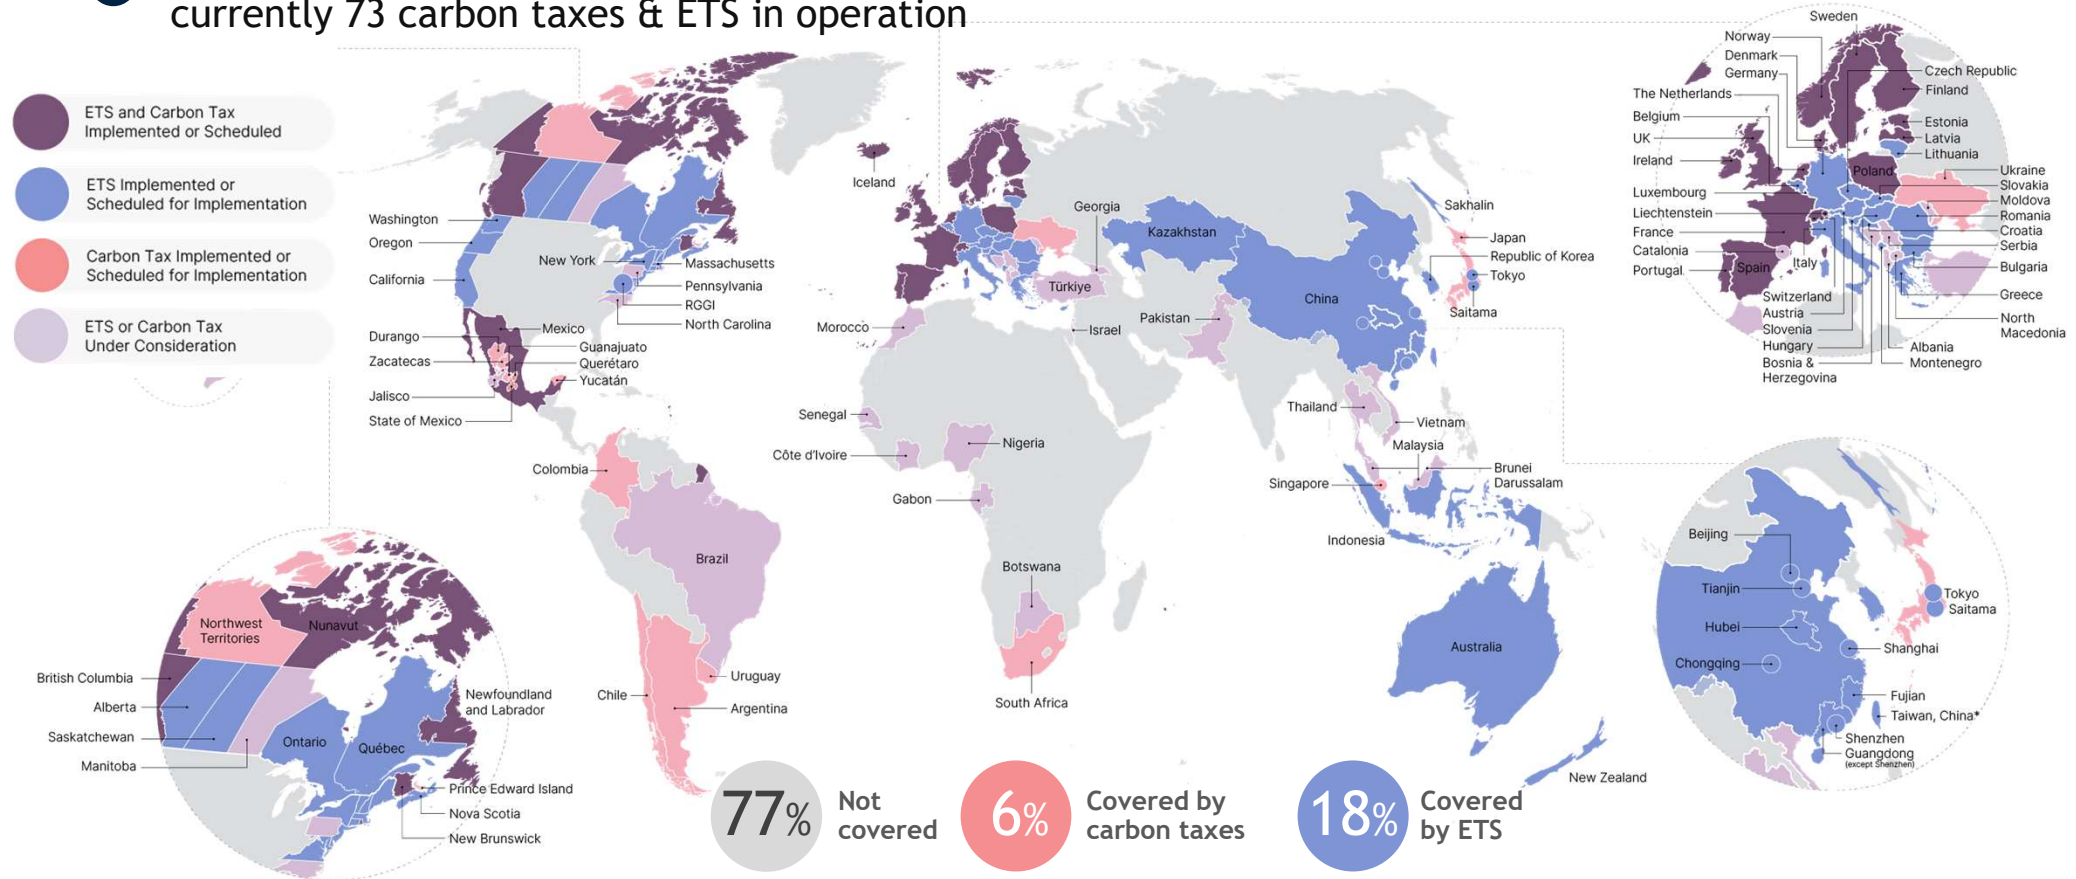 currently 73 carbon taxes & ETS in operation
ETS and Carbon Tax
Implemented or Scheduled
ETS Implemented or
Scheduled for Implementation
Carbon Tax Implemented or
Scheduled for Implementation
ETS or Carbon Tax
Under Consideration
Washington
Oregon
California
New York
Massachusetts
Pennsylvania
RGGI
North Carolina
Durango
Mexico
Guanajuato
Zacatecas
Querétaro
Yucatán
Jalisco
State of Mexico
Colombia
Brazil
Uruguay
Chile
Argentina
Iceland
Georgia
Kazakhstan
Sakhalin
Japan
Republic of Korea
Tokyo
Saitama
Türkiye
China
Morocco
Pakistan
Israel
Senegal
Côte d'Ivoire
Nigeria
Gabon
Thailand
Vietnam
Malaysia
Brunei
Darussalam
Singapore
Indonesia
Botswana
South Africa
Australia
New Zealand
Sweden
Norway
Denmark
Germany
The Netherlands
Belgium
UK
Ireland
Luxembourg
Liechtenstein
France
Catalonia
Portugal
Spain
Italy
Poland
Switzerland
Austria
Slovenia
Hungary
Bosnia &
Herzegovina
Czech Republic
Finland
Estonia
Latvia
Lithuania
Ukraine
Slovakia
Moldova
Romania
Croatia
Serbia
Bulgaria
Greece
North
Macedonia
Albania
Montenegro
Northwest
Territories
Nunavut
British Columbia
Alberta
Saskatchewan
Manitoba
Ontario
Québec
Newfoundland
and Labrador
Prince Edward Island
Nova Scotia
New Brunswick
Beijing
Tianjin
Hubei
Chongqing
Tokyo
Saitama
Shanghai
Fujian
Taiwan, China*
Shenzhen
Guangdong
(except Shenzhen)
77%
Not
covered
6%
Covered by
carbon taxes
18%
Covered
by ETS